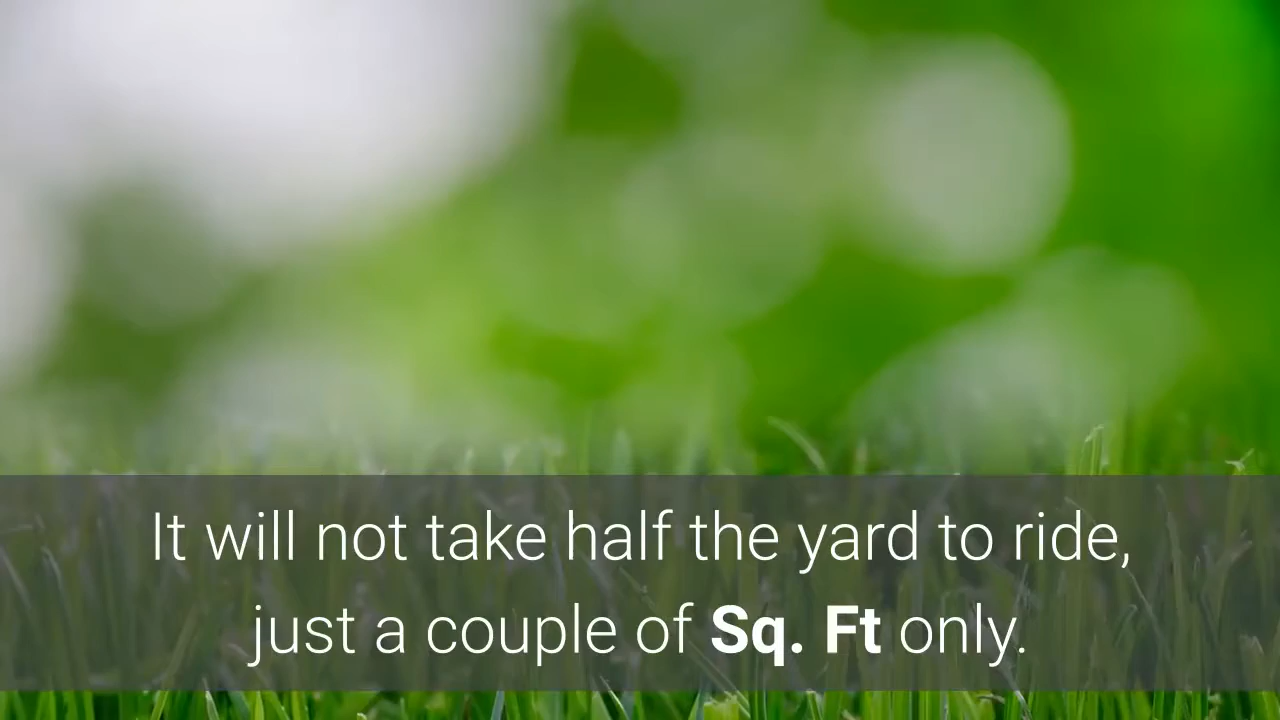 It will not take half the yard to ride,
just a couple of Sq. Ft only.